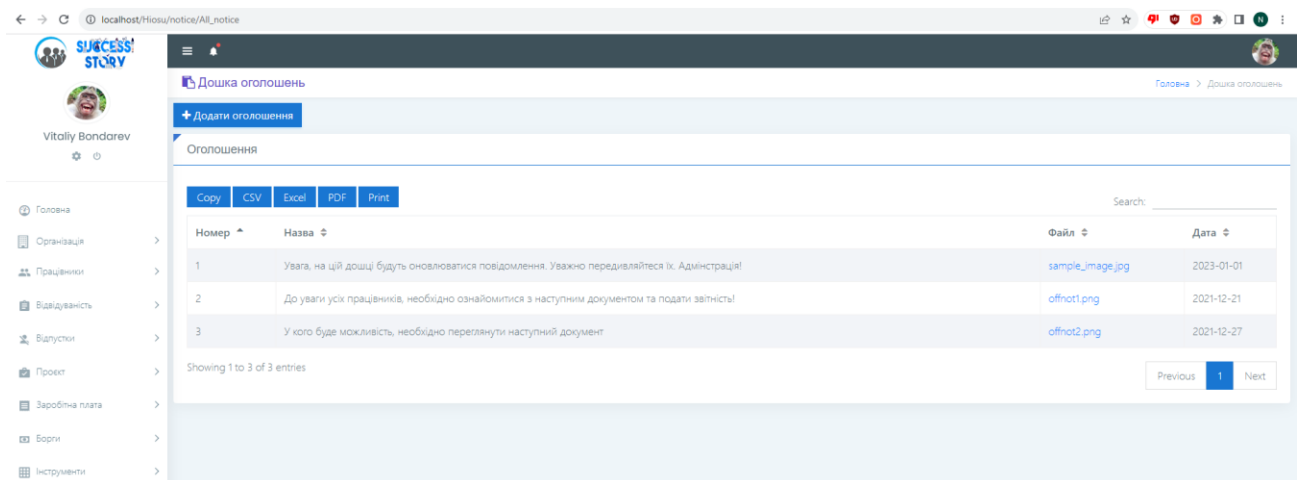 localhost/Hiosu/notice/All_notice
N
SUCCESS
STORY
Дошка оголошень
Головна > Дошка оголошень
Додати оголошення
Vitaliy Bondarev
Оголошення
Copy CSV Excel PDF Print
Search:
Головна
Організація
Працівники
Відвідуваність
Відпустки
Проєкт
Заробітна плата
Борги
Інструменти
Номер Назва Файл Дата
1 Увага, на цій дошці будуть оновлюватися повідомлення. Уважно передивляйтеся їх. Адмінстрація! sample_image.jpg 2023-01-01
2 До уваги усіх працівників, необхідно ознайомитися з наступним документом та подати звітність! offnot1.png 2021-12-21
3 У кого буде можливість, необхідно переглянути наступний документ offnot2.png 2021-12-27
Showing 1 to 3 of 3 entries
Previous 1 Next